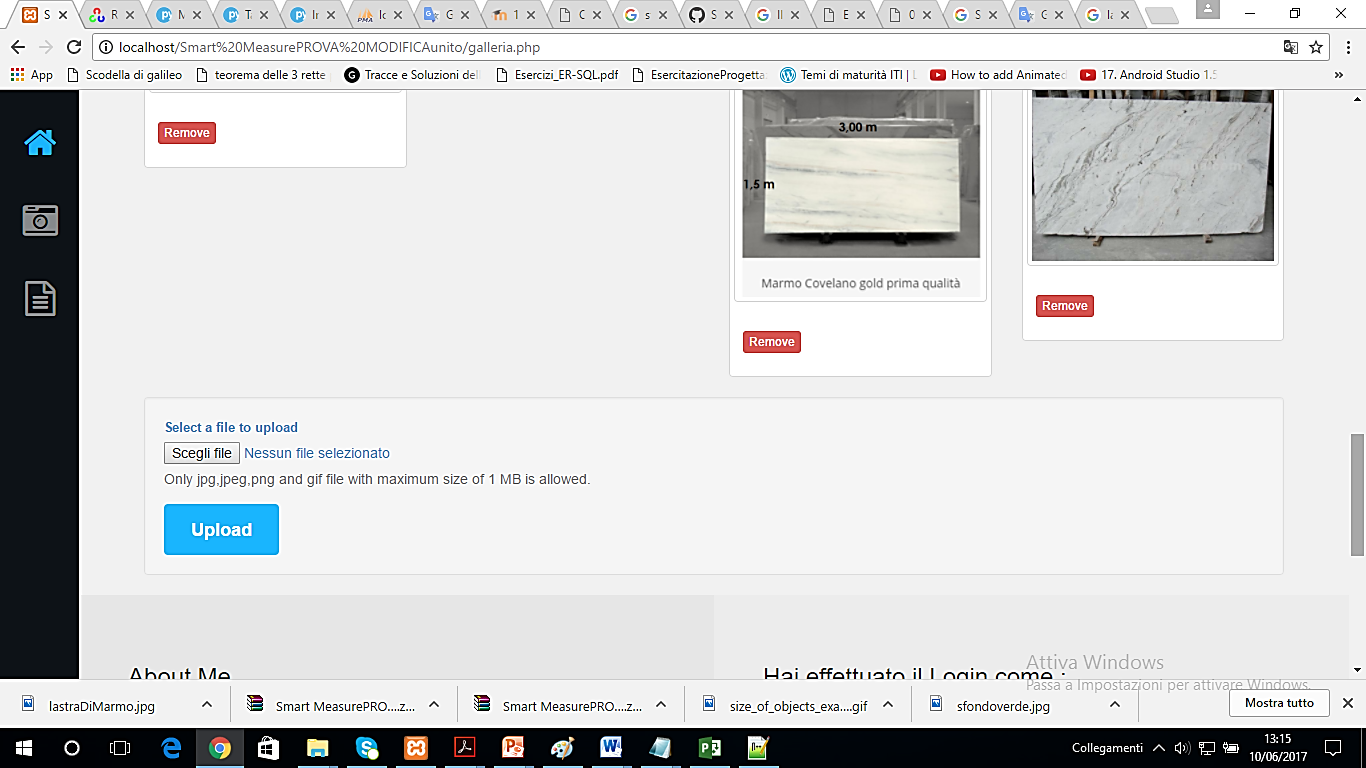 S
R
M
T
I
lc
G
1
C
s
S
Il
E
0
S
G
la
localhost/Smart%20MeasurePROVA%20MODIFICAunito/galleria.php
App
Scodella di galileo
teorema delle 3 rette
Tracce e Soluzioni del
Esercizi_ER-SQL.pdf
EsercitazioneProgetta
Temi di maturità ITI | L
How to add Animated
17. Android Studio 1.5
»
Remove
3,00 m
1,5 m
Marmo Covelano gold prima qualità
Remove
Remove
Select a file to upload
Scegli file Nessun file selezionato
Only jpg,jpeg,png and gif file with maximum size of 1 MB is allowed.
Upload
About Me
Hai effettuato il Login come :
Attiva Windows
Passa a Impostazioni per attivare Windows.
lastraDiMarmo.jpg
Smart MeasurePRO....z...
Smart MeasurePRO....z...
size_of_objects_exa....gif
sfondoverde.jpg
Mostra tutto
Collegamenti
13:15
10/06/2017